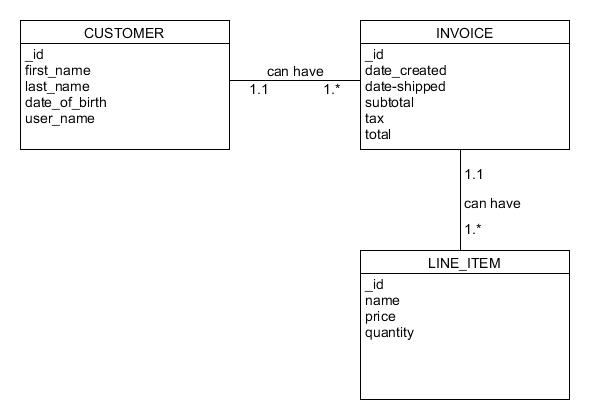 CUSTOMER
_id
first_name
last_name
date_of_birth
user_name
can have
1.1
1.*
INVOICE
_id
date_created
date-shipped
subtotal
tax
total
1.1
can have
1.*
LINE_ITEM
_id
name
price
quantity